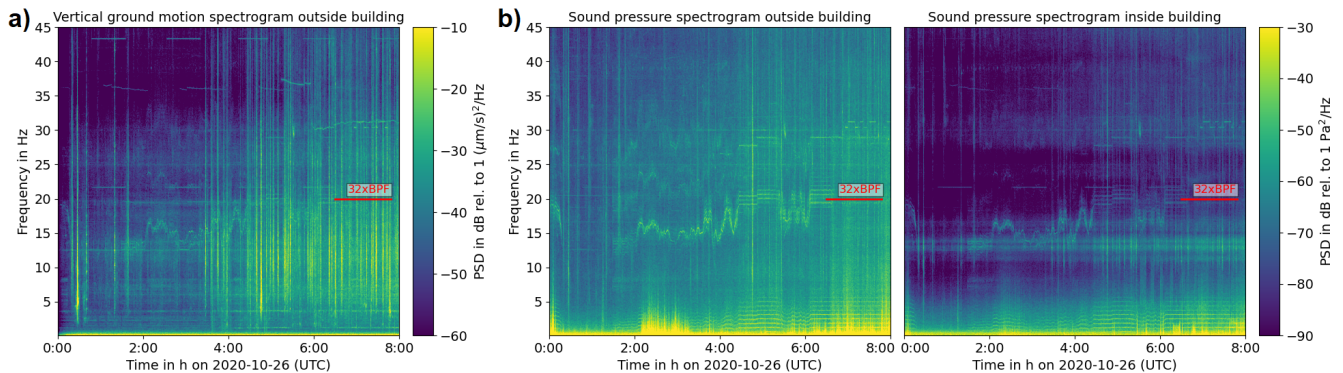 a)
Vertical ground motion spectrogram outside building
45
40
35
30
25
20
15
10
5
Frequency in Hz
32xBPF
0:00 2:00 4:00 6:00 8:00
Time in h on 2020-10-26 (UTC)
−10
−20
−30
−40
−50
−60
PSD in dB rel. to 1 (μm/s)²/Hz
b)
Sound pressure spectrogram outside building
45
40
35
30
25
20
15
10
5
Frequency in Hz
32xBPF
0:00 2:00 4:00 6:00 8:00
Time in h on 2020-10-26 (UTC)
Sound pressure spectrogram inside building
32xBPF
0:00 2:00 4:00 6:00 8:00
Time in h on 2020-10-26 (UTC)
−30
−40
−50
−60
−70
−80
−90
PSD in dB rel. to 1 Pa²/Hz